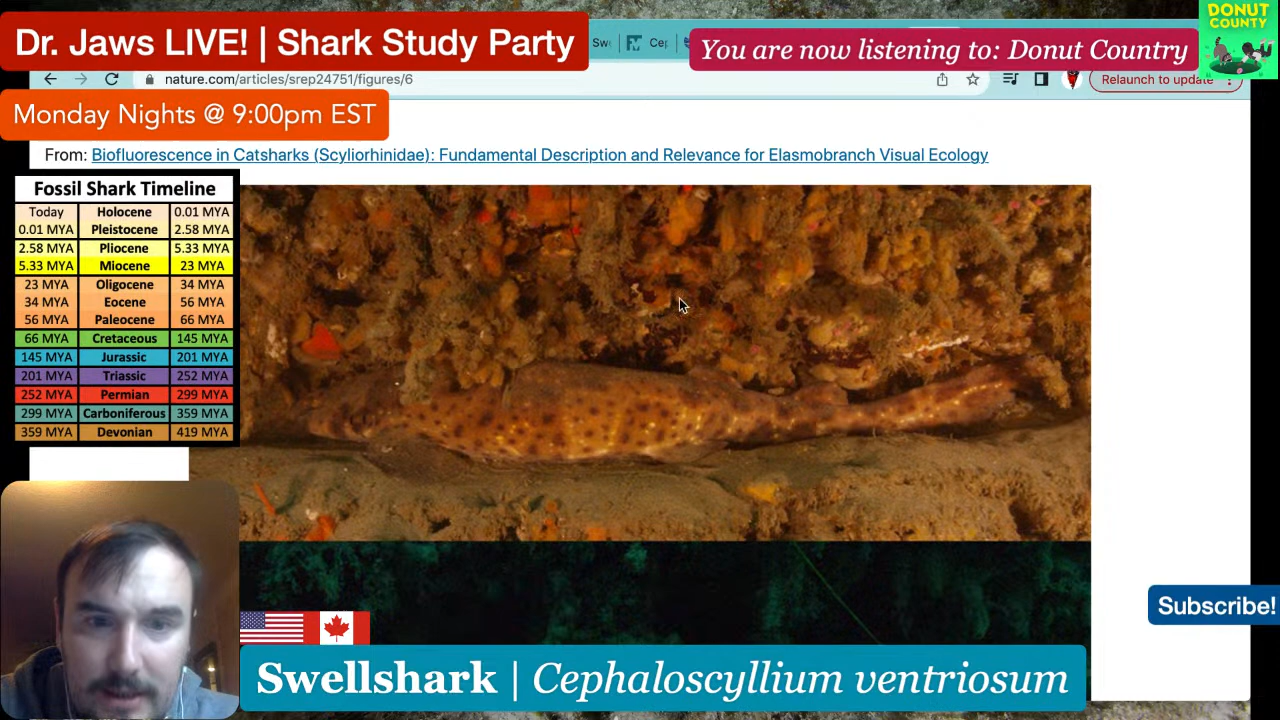 Dr. Jaws LIVE! | Shark Study Party
You are now listening to: Donut Country
DONUT
COUNTY
Swe
Cep
nature.com/articles/srep24751/figures/6
Relaunch to update
Monday Nights @ 9:00pm EST
From: Biofluorescence in Catsharks (Scyliorhinidae): Fundamental Description and Relevance for Elasmobranch Visual Ecology
Fossil Shark Timeline
Today Holocene 0.01 MYA
0.01 MYA Pleistocene 2.58 MYA
2.58 MYA Pliocene 5.33 MYA
5.33 MYA Miocene 23 MYA
23 MYA Oligocene 34 MYA
34 MYA Eocene 56 MYA
56 MYA Paleocene 66 MYA
66 MYA Cretaceous 145 MYA
145 MYA Jurassic 201 MYA
201 MYA Triassic 252 MYA
252 MYA Permian 299 MYA
299 MYA Carboniferous 359 MYA
359 MYA Devonian 419 MYA
Subscribe!
Swellshark | Cephaloscyllium ventriosum